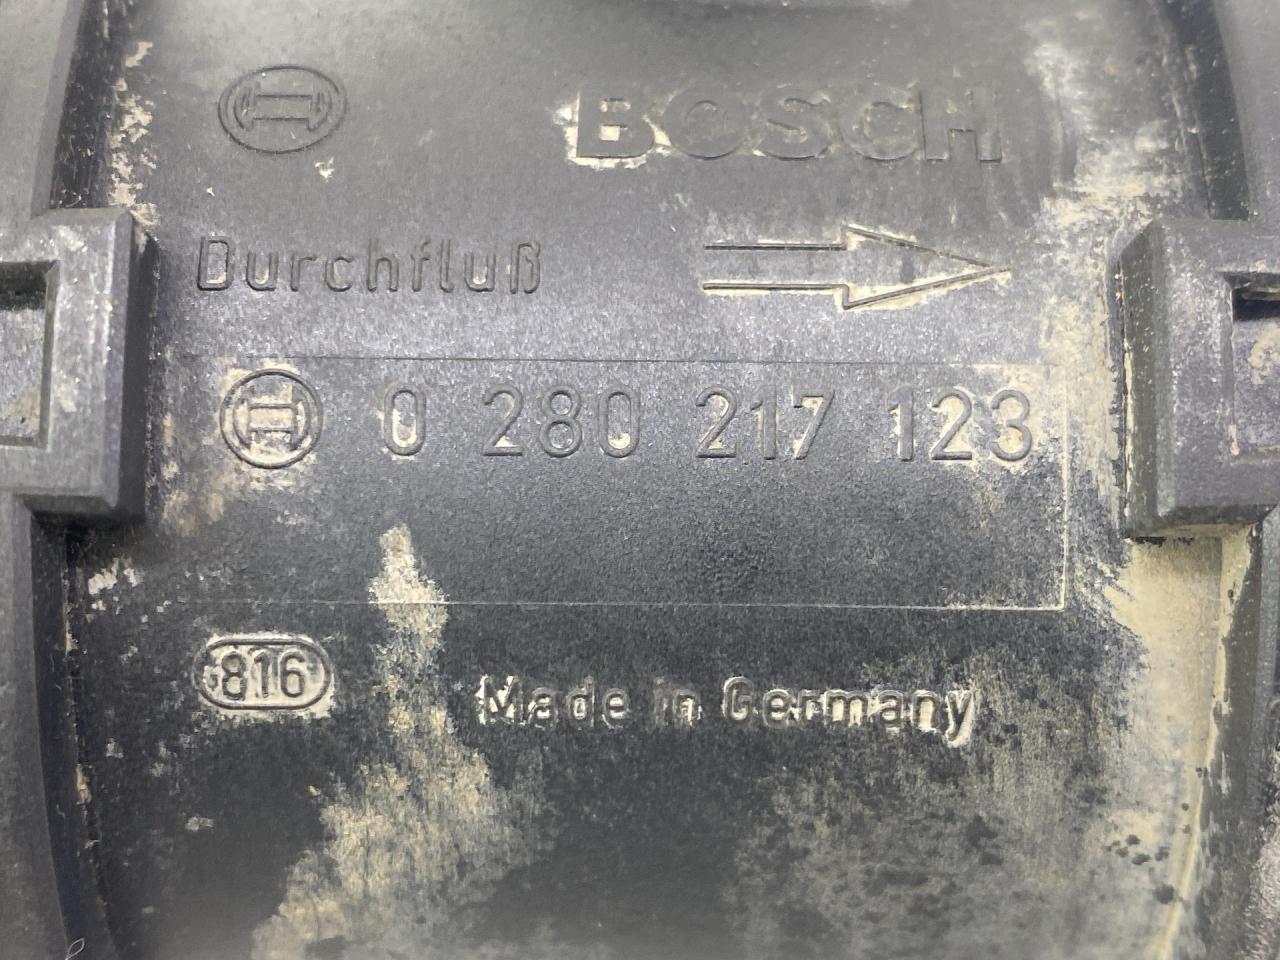 BOSCH
Durchfluß
0 280 217 123
816
Made in Germany